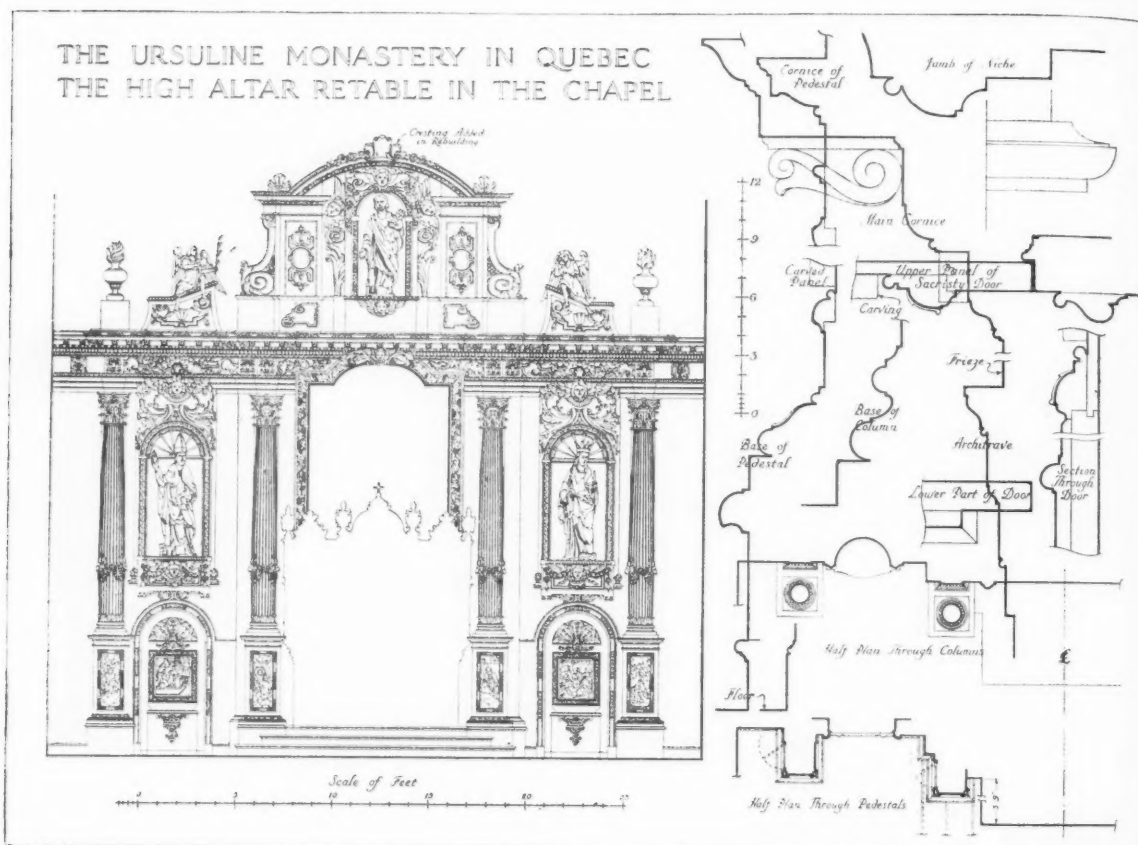 THE URSULINE MONASTERY IN QUEBEC
THE HIGH ALTAR RETABLE IN THE CHAPEL
Cresting Added
in Rebuilding
Scale of Feet
0 5 10 15 20 25
Cornice of
Pedestal
Jamb of Niche
12
9
6
3
0
Main Cornice
Carved
Panel
Upper Panel of
Sacristy Door
Carving
Frieze
Base of
Column
Base of
Pedestal
Architrave
Section
Through
Door
Lower Part of Door
Half Plan Through Columns
Floor
Half Plan Through Pedestals